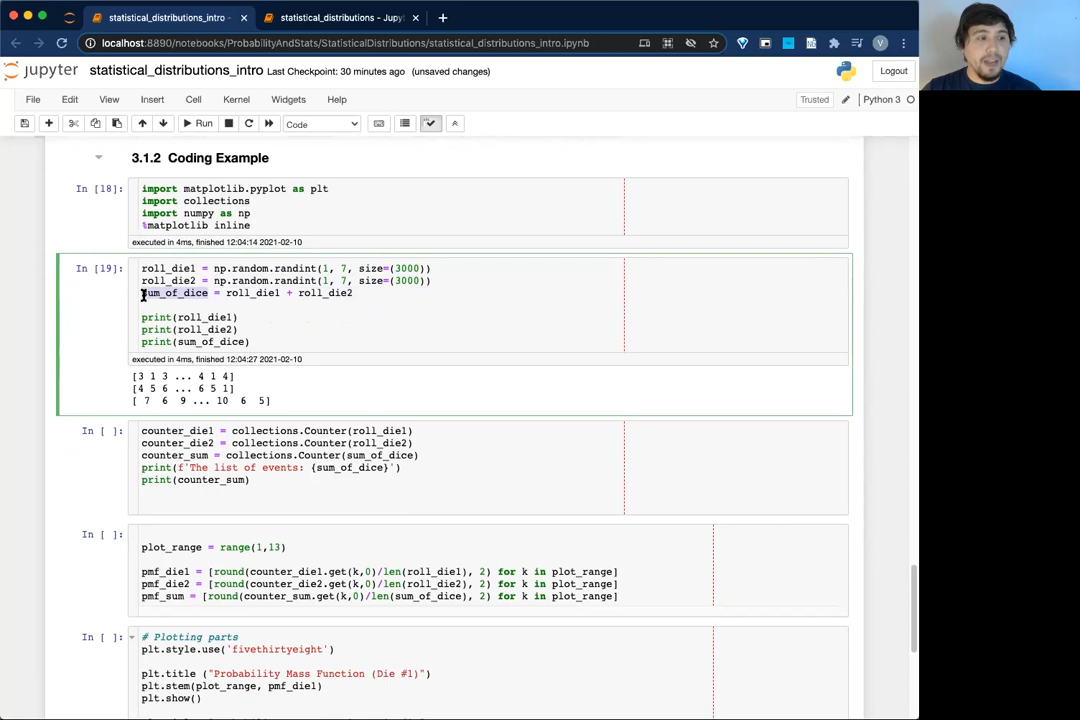 statistical_distributions_intro -
statistical_distributions - Jupyt
localhost:8890/notebooks/ProbabilityAndStats/StatisticalDistributions/statistical_distributions_intro.ipynb
V
jupyter statistical_distributions_intro Last Checkpoint: 30 minutes ago (unsaved changes)
Logout
File Edit View Insert Cell Kernel Widgets Help
Trusted Python 3
Run Code
3.1.2 Coding Example
In [18]: import matplotlib.pyplot as plt
import collections
import numpy as np
%matplotlib inline
executed in 4ms, finished 12:04:14 2021-02-10
In [19]: roll_die1 = np.random.randint(1, 7, size=(3000))
roll_die2 = np.random.randint(1, 7, size=(3000))
sum_of_dice = roll_die1 + roll_die2
print(roll_die1)
print(roll_die2)
print(sum_of_dice)
executed in 4ms, finished 12:04:27 2021-02-10
[3 1 3 ... 4 1 4]
[4 5 6 ... 6 5 1]
[ 7 6 9 ... 10 6 5]
In [ ]: counter_die1 = collections.Counter(roll_die1)
counter_die2 = collections.Counter(roll_die2)
counter_sum = collections.Counter(sum_of_dice)
print(f'The list of events: {sum_of_dice}')
print(counter_sum)
In [ ]:
plot_range = range(1,13)
pmf_die1 = [round(counter_die1.get(k,0)/len(roll_die1), 2) for k in plot_range]
pmf_die2 = [round(counter_die2.get(k,0)/len(roll_die2), 2) for k in plot_range]
pmf_sum = [round(counter_sum.get(k,0)/len(sum_of_dice), 2) for k in plot_range]
In [ ]: # Plotting parts
plt.style.use('fivethirtyeight')
plt.title ("Probability Mass Function (Die #1)")
plt.stem(plot_range, pmf_die1)
plt.show()